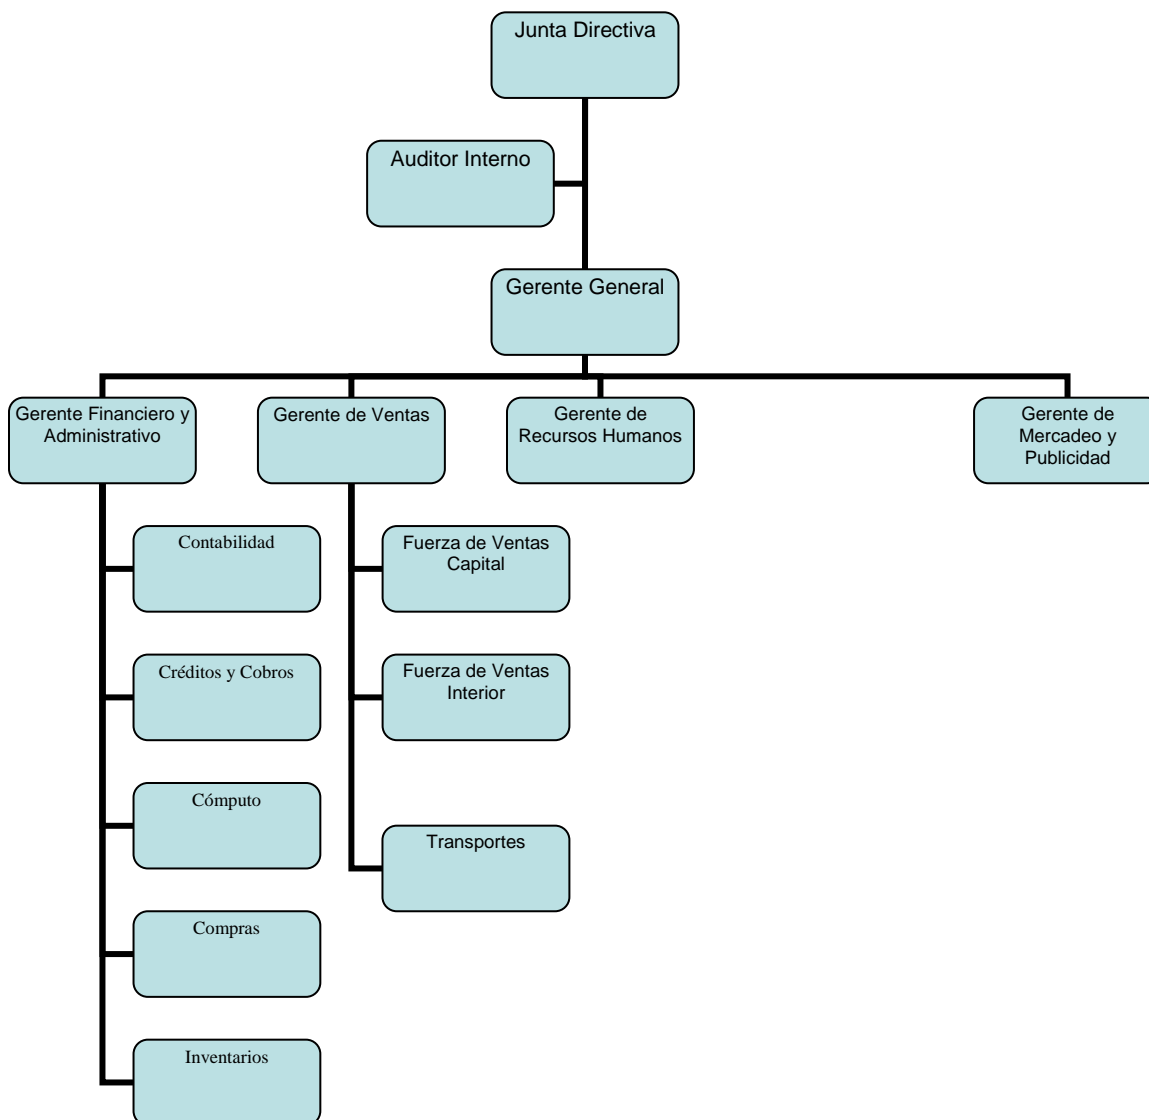 Junta Directiva
Auditor Interno
Gerente General
Gerente Financiero y
Administrativo
Gerente de Ventas
Gerente de
Recursos Humanos
Gerente de
Mercadeo y
Publicidad
Contabilidad
Fuerza de Ventas
Capital
Créditos y Cobros
Fuerza de Ventas
Interior
Cómputo
Transportes
Compras
Inventarios